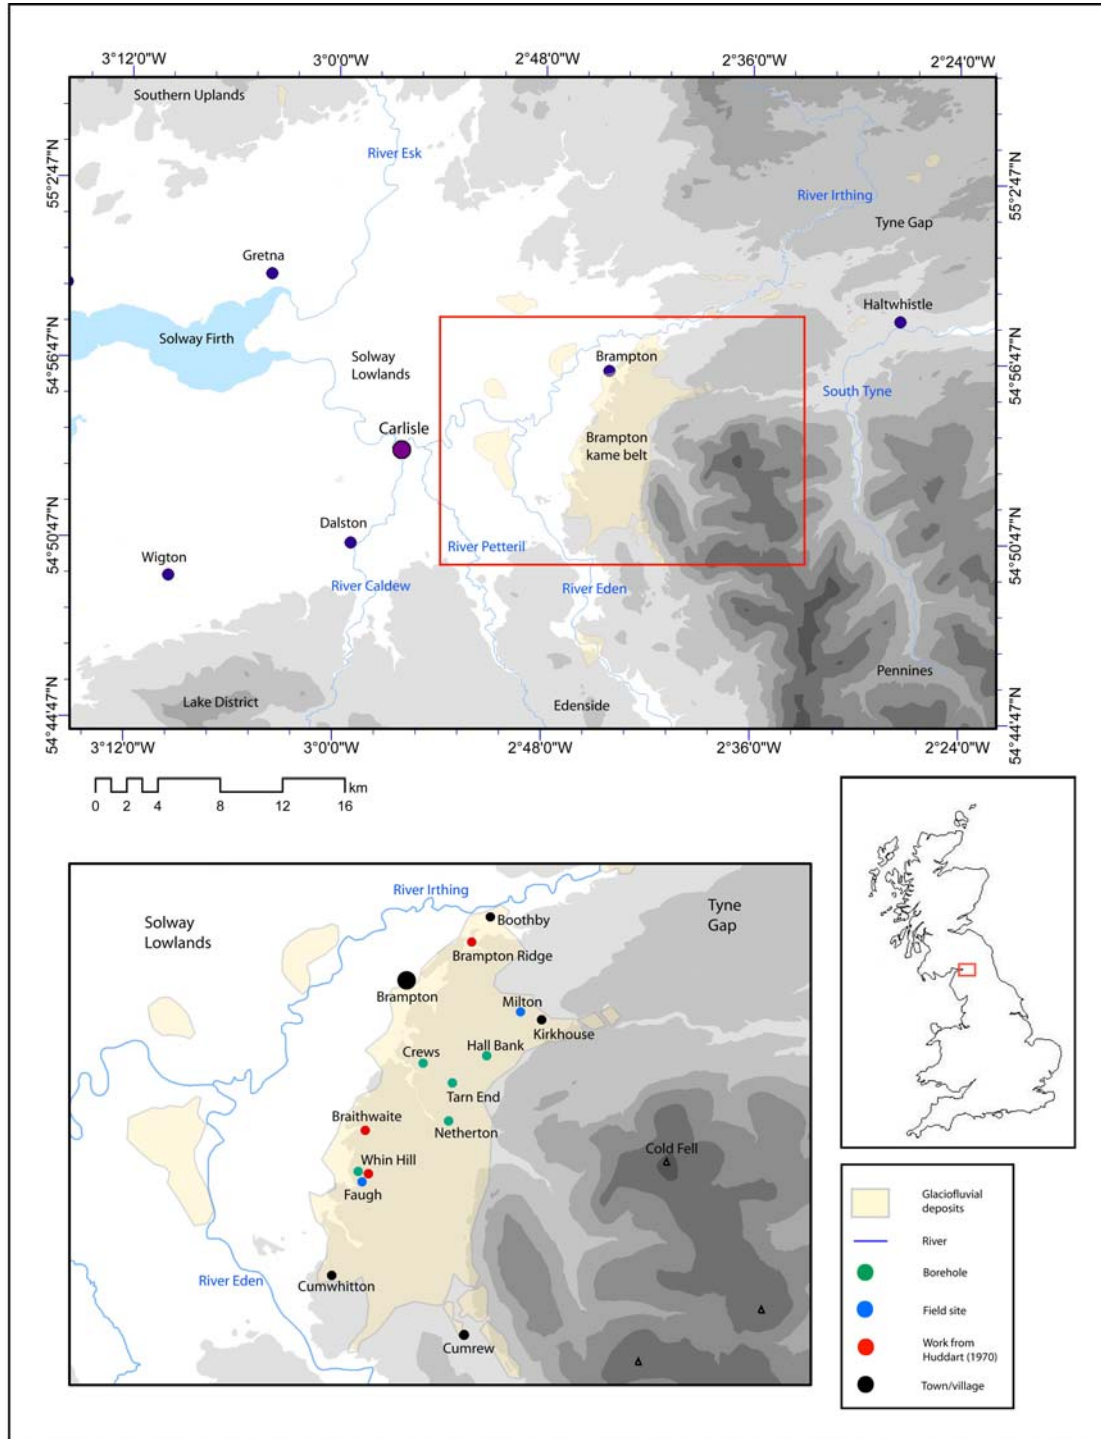 3°12'0"W
3°0'0"W
2°48'0"W
2°36'0"W
2°24'0"W
Southern Uplands
River Esk
55°2'47"N
55°2'47"N
River Irthing
Tyne Gap
Gretna
Haltwhistle
Solway Firth
54°56'47"N
54°56'47"N
Solway
Lowlands
Brampton
South Tyne
Carlisle
Brampton
kame belt
Dalston
54°50'47"N
54°50'47"N
Wigton
River Petteril
River Caldew
River Eden
Pennines
Lake District
Edenside
54°44'47"N
54°44'47"N
3°12'0"W
3°0'0"W
2°48'0"W
2°36'0"W
2°24'0"W
km
0 2 4 8 12 16
River Irthing
Solway
Lowlands
Tyne
Gap
Boothby
Brampton Ridge
Brampton
Milton
Kirkhouse
Hall Bank
Crews
Tarn End
Braithwaite
Netherton
Cold Fell
Whin Hill
Faugh
River Eden
Cumwhitton
Cumrew
Glaciofluvial
deposits
River
Borehole
Field site
Work from
Huddart (1970)
Town/village